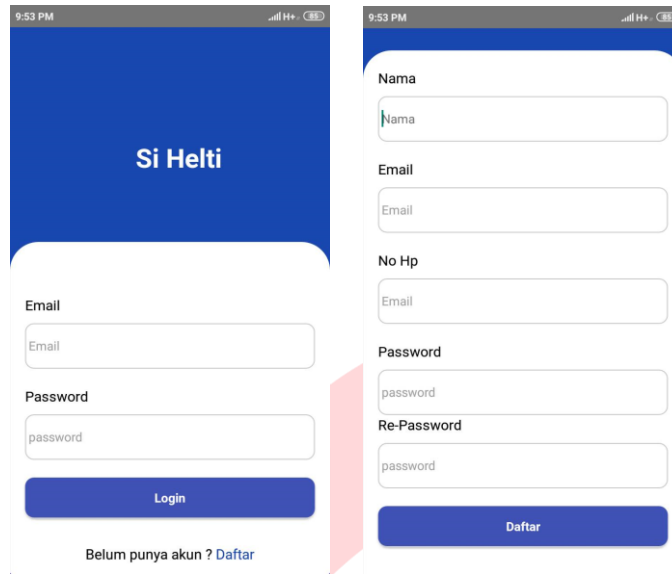 9:53 PM
H+
85
Si Helti
Email
Email
Password
password
Login
Belum punya akun ? Daftar
9:53 PM
H+
85
Nama
Nama
Email
Email
No Hp
Email
Password
password
Re-Password
password
Daftar